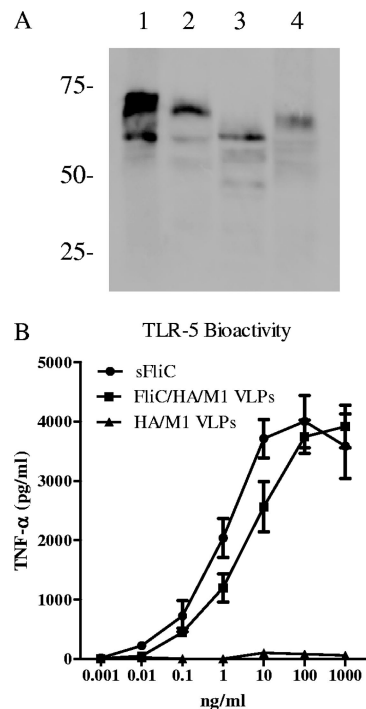 A
1 2 3 4
75-
50-
25-
B
TLR-5 Bioactivity
5000
4000
3000
2000
1000
0
TNF-α (pg/ml)
sFliC
FliC/HA/M1 VLPs
HA/M1 VLPs
0.001 0.01 0.1 1 10 100 1000
ng/ml